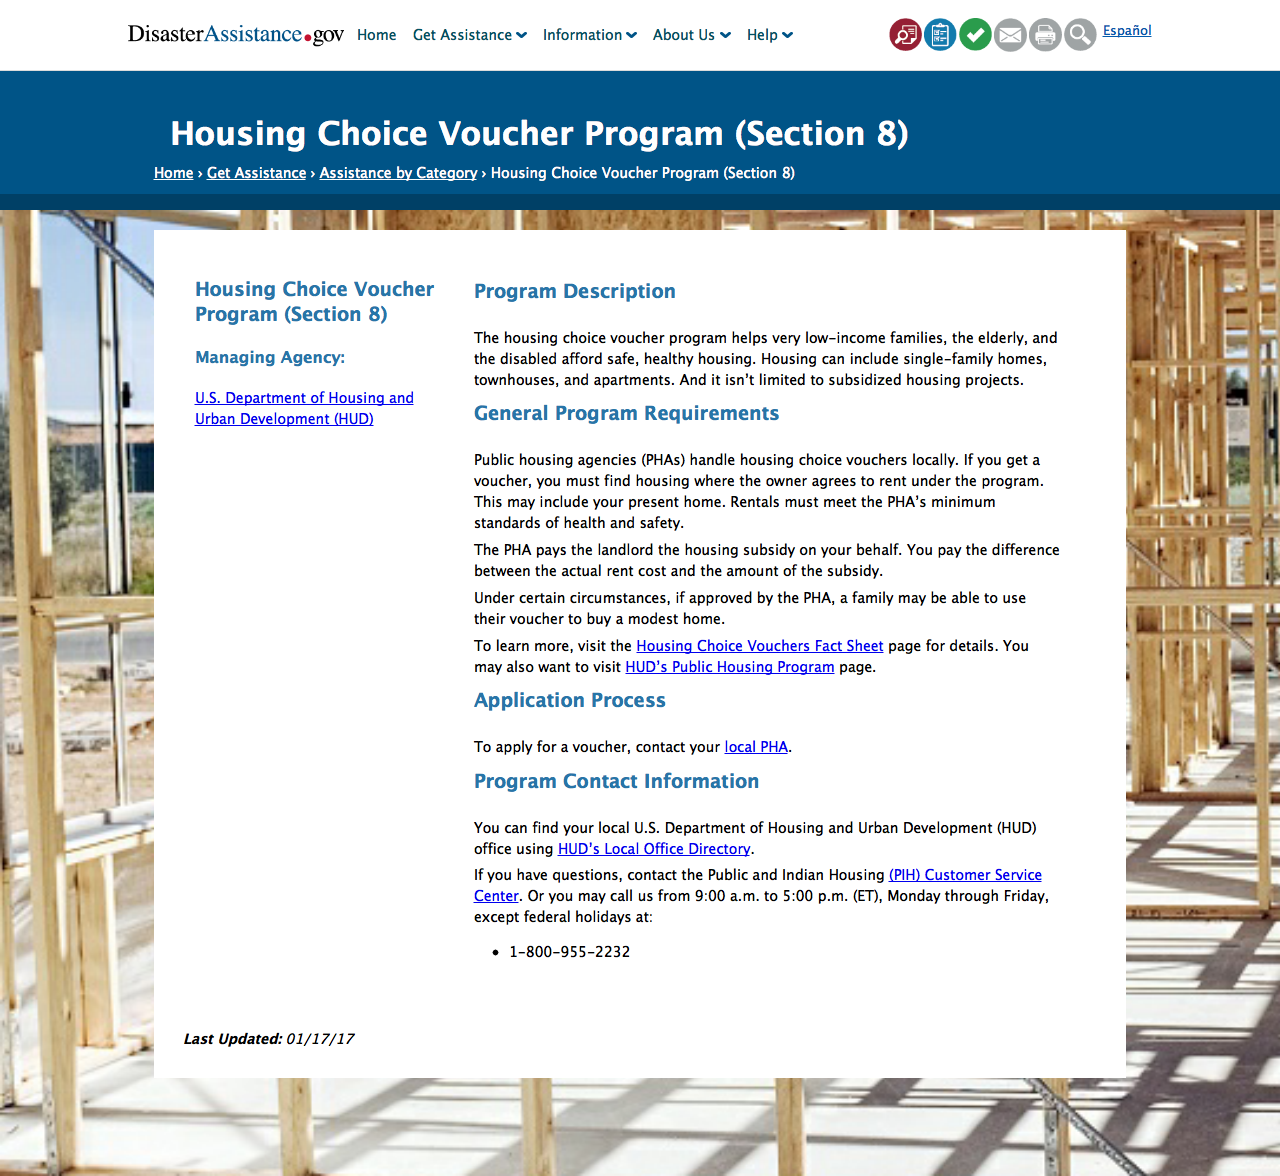 DisasterAssistance.gov Home Get Assistance Information About Us Help Español
Housing Choice Voucher Program (Section 8)
Home › Get Assistance › Assistance by Category › Housing Choice Voucher Program (Section 8)
Housing Choice Voucher
Program (Section 8)
Managing Agency:
U.S. Department of Housing and
Urban Development (HUD)
Program Description
The housing choice voucher program helps very low-income families, the elderly, and
the disabled afford safe, healthy housing. Housing can include single-family homes,
townhouses, and apartments. And it isn’t limited to subsidized housing projects.
General Program Requirements
Public housing agencies (PHAs) handle housing choice vouchers locally. If you get a
voucher, you must find housing where the owner agrees to rent under the program.
This may include your present home. Rentals must meet the PHA’s minimum
standards of health and safety.
The PHA pays the landlord the housing subsidy on your behalf. You pay the difference
between the actual rent cost and the amount of the subsidy.
Under certain circumstances, if approved by the PHA, a family may be able to use
their voucher to buy a modest home.
To learn more, visit the Housing Choice Vouchers Fact Sheet page for details. You
may also want to visit HUD’s Public Housing Program page.
Application Process
To apply for a voucher, contact your local PHA.
Program Contact Information
You can find your local U.S. Department of Housing and Urban Development (HUD)
office using HUD’s Local Office Directory.
If you have questions, contact the Public and Indian Housing (PIH) Customer Service
Center. Or you may call us from 9:00 a.m. to 5:00 p.m. (ET), Monday through Friday,
except federal holidays at:
• 1-800-955-2232
Last Updated: 01/17/17